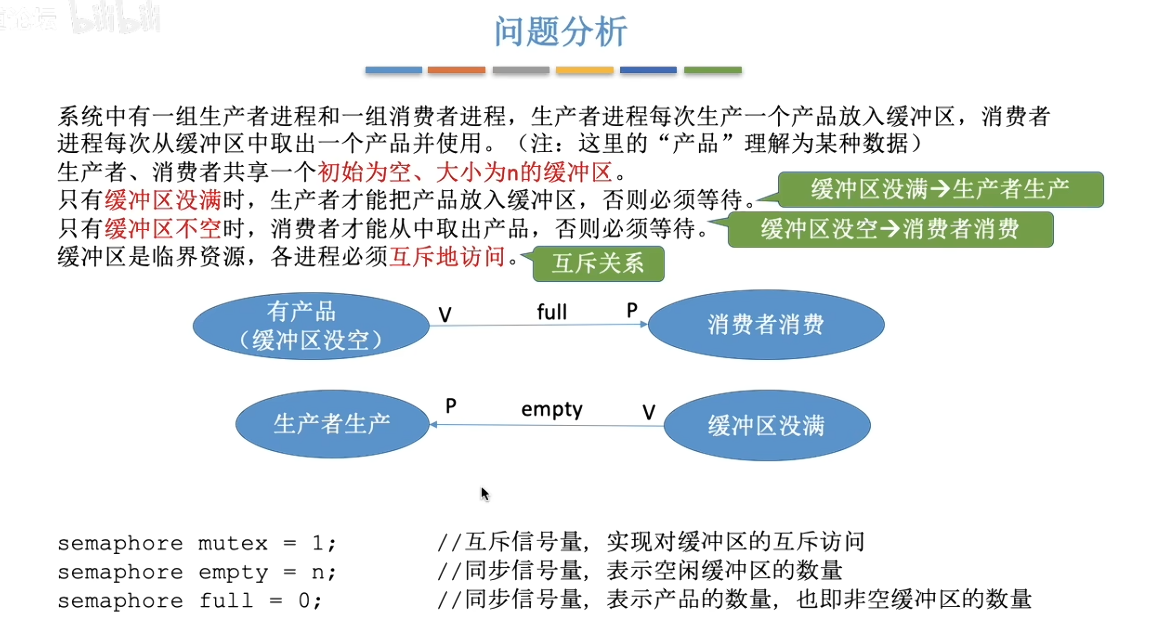 bilibili
问题分析
系统中有一组生产者进程和一组消费者进程，生产者进程每次生产一个产品放入缓冲区，消费者
进程每次从缓冲区中取出一个产品并使用。（注：这里的“产品”理解为某种数据）
生产者、消费者共享一个初始为空、大小为n的缓冲区。
只有缓冲区没满时，生产者才能把产品放入缓冲区，否则必须等待。
缓冲区没满→生产者生产
只有缓冲区不空时，消费者才能从中取出产品，否则必须等待。
缓冲区没空→消费者消费
缓冲区是临界资源，各进程必须互斥地访问。
互斥关系
有产品
（缓冲区没空）
V
full
P
消费者消费
生产者生产
P
empty
V
缓冲区没满
semaphore mutex = 1; //互斥信号量, 实现对缓冲区的互斥访问
semaphore empty = n; //同步信号量, 表示空闲缓冲区的数量
semaphore full = 0; //同步信号量, 表示产品的数量, 也即非空缓冲区的数量